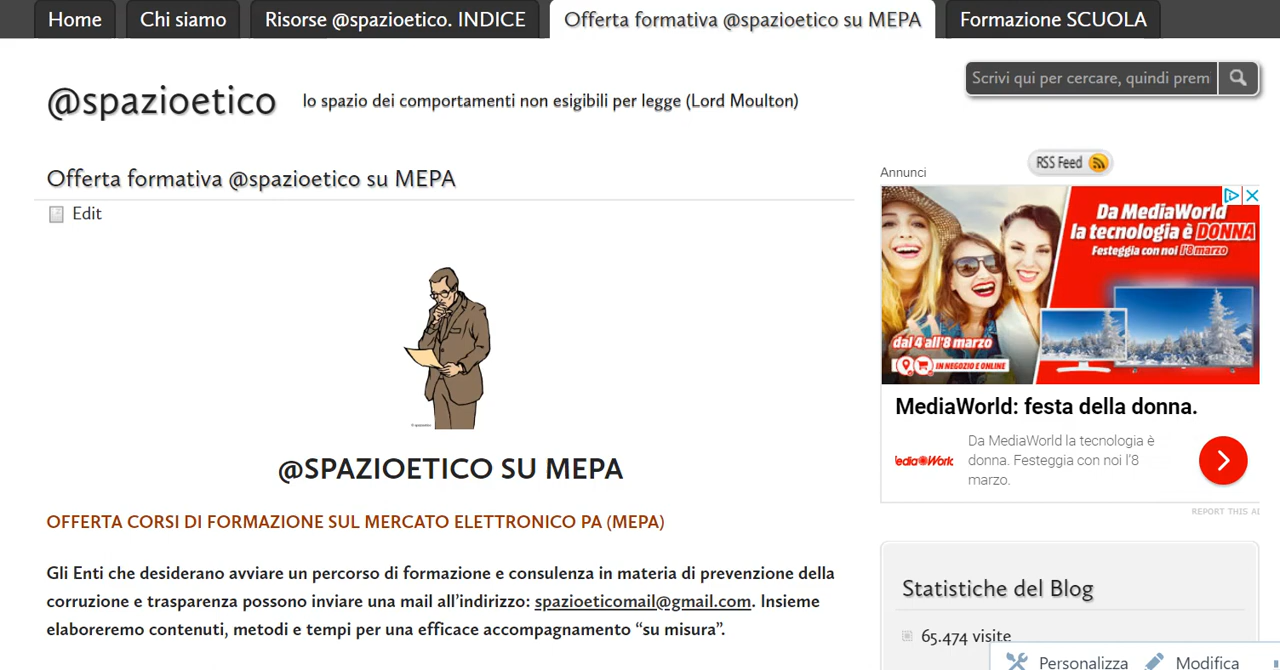 Home
Chi siamo
Risorse @spazioetico. INDICE
Offerta formativa @spazioetico su MEPA
Formazione SCUOLA
Scrivi qui per cercare, quindi prem
@spazioetico
lo spazio dei comportamenti non esigibili per legge (Lord Moulton)
RSS Feed
Offerta formativa @spazioetico su MEPA
Edit
@SPAZIOETICO SU MEPA
OFFERTA CORSI DI FORMAZIONE SUL MERCATO ELETTRONICO PA (MEPA)
Gli Enti che desiderano avviare un percorso di formazione e consulenza in materia di prevenzione della
corruzione e trasparenza possono inviare una mail all’indirizzo: spazioeticomail@gmail.com. Insieme
elaboreremo contenuti, metodi e tempi per una efficace accompagnamento “su misura”.
Annunci
Da MediaWorld
la tecnologia è DONNA
Festeggia con noi l'8 marzo
dal 4 all'8 marzo
IN NEGOZIO E ONLINE
MediaWorld: festa della donna.
Da MediaWorld la tecnologia è
donna. Festeggia con noi l'8
marzo.
ediaWork
REPORT THIS AD
Statistiche del Blog
65.474 visite
Personalizza
Modifica